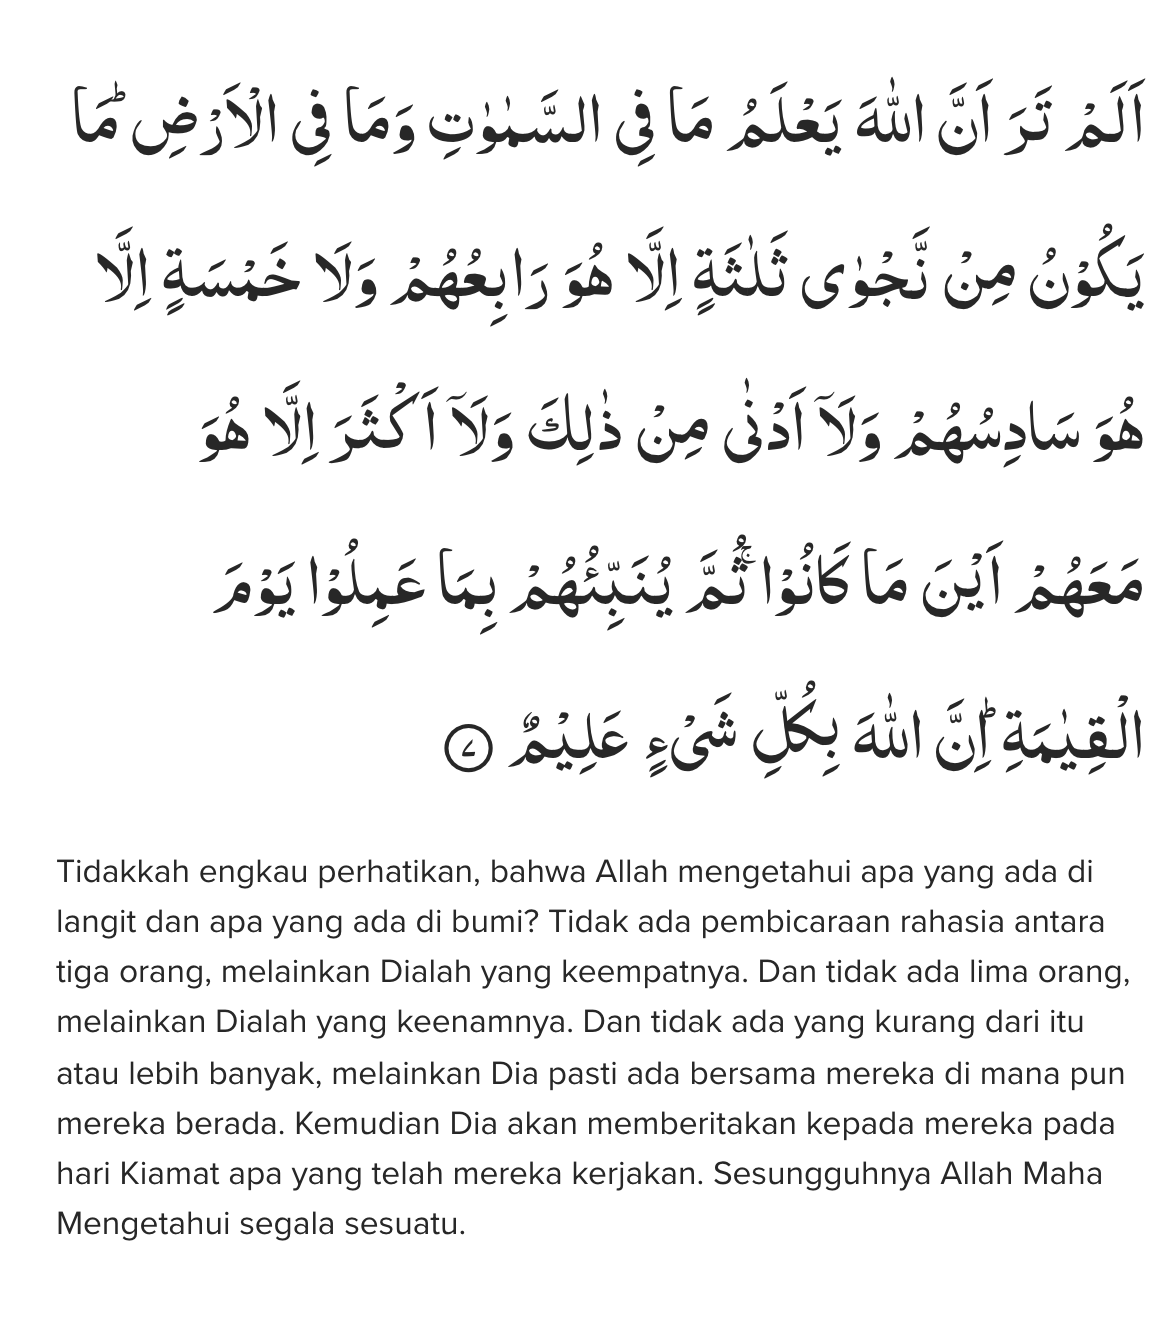 اَلَمْ تَرَ اَنَّ اللّٰهَ يَعْلَمُ مَا فِى السَّمٰوٰتِ وَمَا فِى الْاَرْضِۗ مَا
يَكُوْنُ مِنْ نَّجْوٰى ثَلٰثَةٍ اِلَّا هُوَ رَابِعُهُمْ وَلَا خَمْسَةٍ اِلَّا
هُوَ سَادِسُهُمْ وَلَآ اَدْنٰى مِنْ ذٰلِكَ وَلَآ اَكْثَرَ اِلَّا هُوَ
مَعَهُمْ اَيْنَ مَا كَانُوْاۚ ثُمَّ يُنَبِّئُهُمْ بِمَا عَمِلُوْا يَوْمَ
الْقِيٰمَةِۗ اِنَّ اللّٰهَ بِكُلِّ شَيْءٍ عَلِيْمٌ ٧
Tidakkah engkau perhatikan, bahwa Allah mengetahui apa yang ada di
langit dan apa yang ada di bumi? Tidak ada pembicaraan rahasia antara
tiga orang, melainkan Dialah yang keempatnya. Dan tidak ada lima orang,
melainkan Dialah yang keenamnya. Dan tidak ada yang kurang dari itu
atau lebih banyak, melainkan Dia pasti ada bersama mereka di mana pun
mereka berada. Kemudian Dia akan memberitakan kepada mereka pada
hari Kiamat apa yang telah mereka kerjakan. Sesungguhnya Allah Maha
Mengetahui segala sesuatu.